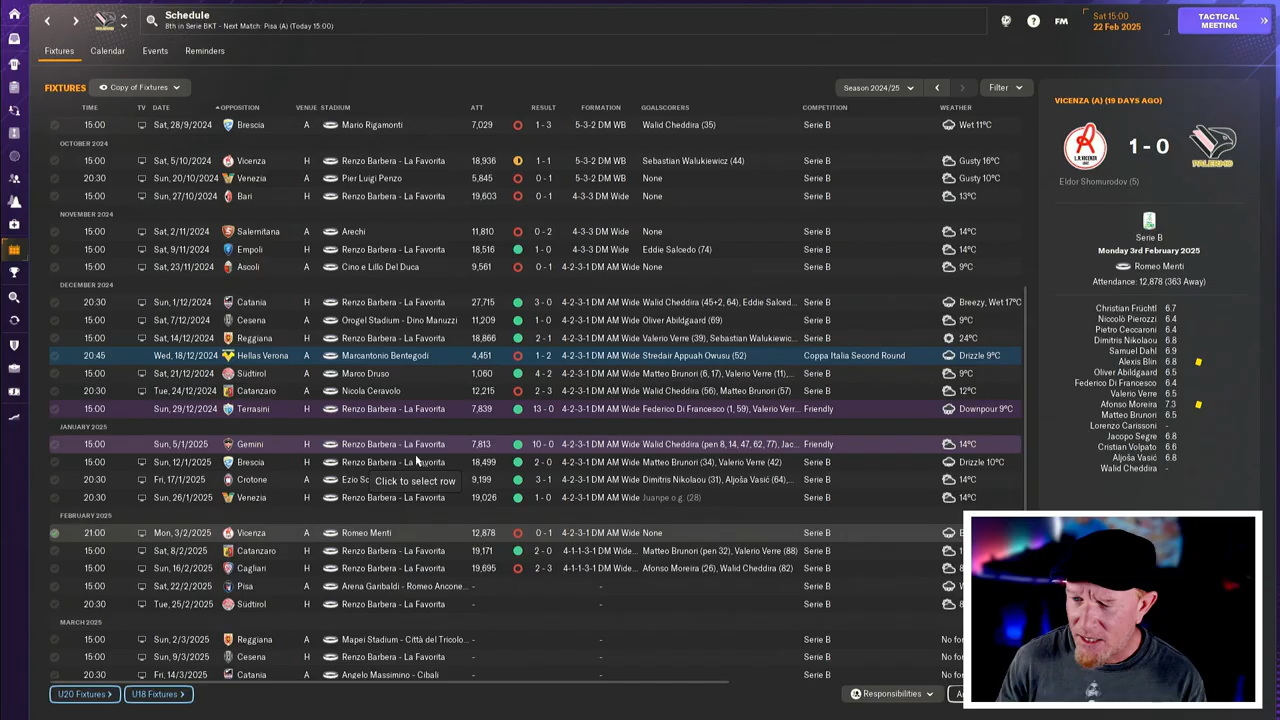 Schedule
8th in Serie BKT - Next Match: Pisa (A) (Today 15:00)
FM
Sat 15:00
22 Feb 2025
TACTICAL MEETING
Fixtures Calendar Events Reminders
FIXTURES Copy of Fixtures Season 2024/25 Filter
TIME TV DATE OPPOSITION VENUE STADIUM ATT RESULT FORMATION GOALSCORERS COMPETITION WEATHER
15:00 Sat, 28/9/2024 Brescia A Mario Rigamonti 7,029 1 - 3 5-3-2 DM WB Walid Cheddira (35) Serie B Wet 11°C
OCTOBER 2024
15:00 Sat, 5/10/2024 Vicenza H Renzo Barbera - La Favorita 18,936 1 - 1 5-3-2 DM WB Sebastian Walukiewicz (44) Serie B Gusty 16°C
20:30 Sun, 20/10/2024 Venezia A Pier Luigi Penzo 5,845 0 - 1 5-3-2 DM WB None Serie B Gusty 10°C
15:00 Sun, 27/10/2024 Bari H Renzo Barbera - La Favorita 19,603 0 - 1 4-3-3 DM Wide None Serie B 13°C
NOVEMBER 2024
15:00 Sat, 2/11/2024 Salernitana A Arechi 11,810 0 - 2 4-3-3 DM Wide None Serie B 14°C
15:00 Sat, 9/11/2024 Empoli H Renzo Barbera - La Favorita 18,516 1 - 0 4-3-3 DM Wide Eddie Salcedo (74) Serie B 14°C
15:00 Sat, 23/11/2024 Ascoli A Cino e Lillo Del Duca 9,561 0 - 1 4-2-3-1 DM AM Wide None Serie B 9°C
DECEMBER 2024
20:30 Sun, 1/12/2024 Catania H Renzo Barbera - La Favorita 27,715 3 - 0 4-2-3-1 DM AM Wide Walid Cheddira (45+2, 64), Eddie Salced... Serie B Breezy, Wet 17°C
15:00 Sat, 7/12/2024 Cesena A Orogel Stadium - Dino Manuzzi 11,209 1 - 0 4-2-3-1 DM AM Wide Oliver Abildgaard (69) Serie B 9°C
15:00 Sat, 14/12/2024 Reggiana H Renzo Barbera - La Favorita 18,866 2 - 1 4-2-3-1 DM AM Wide Valerio Verre (39), Sebastian Walukiewic... Serie B 24°C
20.45 Wed, 18/12/2024 Hellas Verona A Marcantonio Bentegodi 4,451 1 - 2 4-2-3-1 DM AM Wide Stredair Appuah Owusu (52) Coppa Italia Second Round Drizzle 9°C
15:00 Sat, 21/12/2024 Südtirol A Marco Druso 1,060 4 - 2 4-2-3-1 DM AM Wide Matteo Brunori (6, 17), Valerio Verre (11),... Serie B 14°C
20:30 Tue, 24/12/2024 Catanzaro A Nicola Ceravolo 12,215 2 - 3 4-2-3-1 DM AM Wide Walid Cheddira (56), Matteo Brunori (57) Serie B 12°C
15:00 Sun, 29/12/2024 Terrasini H Renzo Barbera - La Favorita 7,839 13 - 0 4-2-3-1 DM AM Wide Federico Di Francesco (1, 59), Valerio Verr... Friendly Downpour 9°C
JANUARY 2025
15:00 Sun, 5/1/2025 Gemini H Renzo Barbera - La Favorita 7,813 10 - 0 4-2-3-1 DM AM Wide Walid Cheddira (pen 8, 14, 47, 62, 77), Jac... Friendly 14°C
15:00 Sun, 12/1/2025 Brescia H Renzo Barbera - La Favorita 18,499 2 - 0 4-2-3-1 DM AM Wide Matteo Brunori (34), Valerio Verre (42) Serie B Drizzle 10°C
20:30 Fri, 17/1/2025 Crotone A Ezio Sc 9,199 3 - 1 4-2-3-1 DM AM Wide Dimitris Nikolaou (31), Aljoša Vasić (64),... Serie B 14°C
Click to select row
20:30 Sun, 26/1/2025 Venezia H Renzo Barbera - La Favorita 19,026 1 - 0 4-2-3-1 DM AM Wide Juanpe o.g. (28) Serie B 14°C
FEBRUARY 2025
21:00 Mon, 3/2/2025 Vicenza A Romeo Menti 12,878 0 - 1 4-2-3-1 DM AM Wide None Serie B
15:00 Sat, 8/2/2025 Catanzaro H Renzo Barbera - La Favorita 19,171 2 - 0 4-1-1-3-1 DM Wide... Matteo Brunori (pen 32), Valerio Verre (88) Serie B
15:00 Sun, 16/2/2025 Cagliari H Renzo Barbera - La Favorita 19,695 2 - 3 4-1-1-3-1 DM Wide... Afonso Moreira (26), Walid Cheddira (82) Serie B 8
15:00 Sat, 22/2/2025 Pisa A Arena Garibaldi - Romeo Ancone... - - Serie B
20:30 Tue, 25/2/2025 Südtirol H Renzo Barbera - La Favorita - - Serie B 8
MARCH 2025
15:00 Sun, 2/3/2025 Reggiana A Mapei Stadium - Città del Tricolo... - - Serie B No for
15:00 Sun, 9/3/2025 Cesena H Renzo Barbera - La Favorita - - Serie B No for
20:30 Fri, 14/3/2025 Catania A Angelo Massimino - Cibali - - Serie B No for
U20 Fixtures U18 Fixtures Responsibilities
VICENZA (A) (19 DAYS AGO)
L.R. VICENZA 1 - 0 PALERMO
Eldor Shomurodov (5)
Serie B
Monday 3rd February 2025
Romeo Menti
Attendance: 12,878 (363 Away)
Christian Früchtl 6.7
Niccolò Pierozzi 6.4
Pietro Ceccaroni 6.4
Dimitris Nikolaou 6.8
Samuel Dahl 6.9
Alexis Blin 6.8
Oliver Abildgaard 6.5
Federico Di Francesco 6.4
Valerio Verre 6.5
Afonso Moreira 7.3
Matteo Brunori 6.5
Lorenzo Carissoni -
Jacopo Segre 6.8
Cristian Volpato 6.6
Aljoša Vasić 6.8
Walid Cheddira -